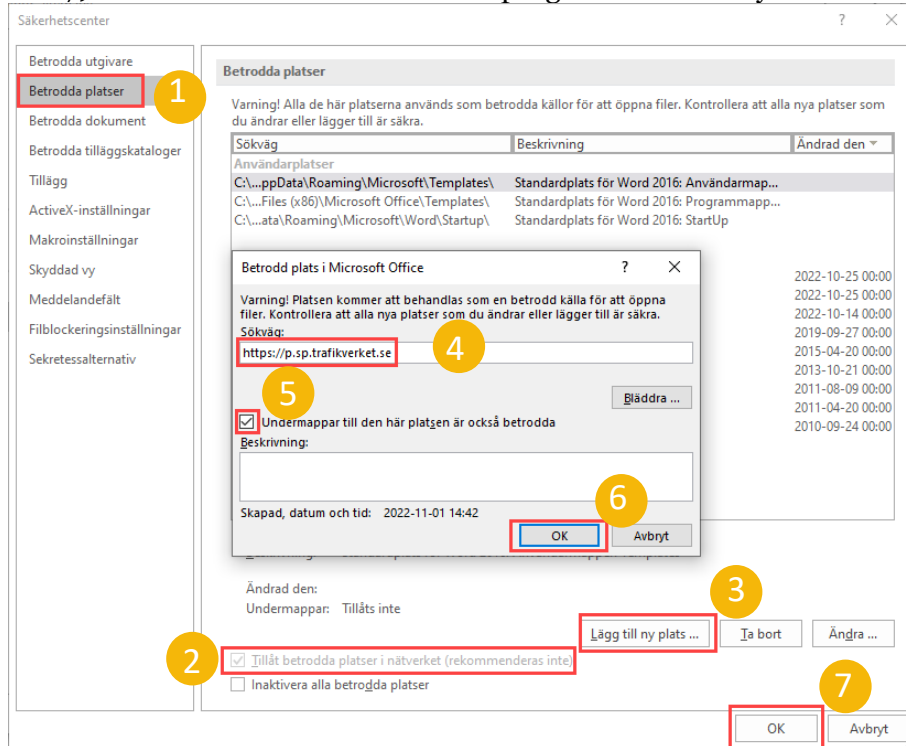 Säkerhetscenter ? ×
Betrodda utgivare
Betrodda platser
1
Betrodda dokument
Betrodda tilläggskataloger
Tillägg
ActiveX-inställningar
Makroinställningar
Skyddad vy
Meddelandefält
Filblockeringsinställningar
Sekretessalternativ
Betrodda platser
Varning! Alla de här platserna används som betrodda källor för att öppna filer. Kontrollera att alla nya platser som
du ändrar eller lägger till är säkra.
Sökväg Beskrivning Ändrad den
Användarplatser
C:\...ppData\Roaming\Microsoft\Templates\ Standardplats för Word 2016: Användarmap...
C:\...Files (x86)\Microsoft Office\Templates\ Standardplats för Word 2016: Programmapp...
C:\...ata\Roaming\Microsoft\Word\Startup\ Standardplats för Word 2016: StartUp
2022-10-25 00:00
2022-10-25 00:00
2022-10-14 00:00
2019-09-27 00:00
2015-04-20 00:00
2013-10-21 00:00
2011-08-09 00:00
2011-04-20 00:00
2010-09-24 00:00
Betrodd plats i Microsoft Office ? ×
Varning! Platsen kommer att behandlas som en betrodd källa för att öppna
filer. Kontrollera att alla nya platser som du ändrar eller lägger till är säkra.
Sökväg:
https://p.sp.trafikverket.se
4
5
Bläddra ...
Undermappar till den här platsen är också betrodda
Beskrivning:
Skapad, datum och tid: 2022-11-01 14:42
6
OK Avbryt
Ändrad den:
Undermappar: Tillåts inte
3
Lägg till ny plats ... Ta bort Ändra ...
2
Tillåt betrodda platser i nätverket (rekommenderas inte)
Inaktivera alla betrodda platser
7
OK Avbryt